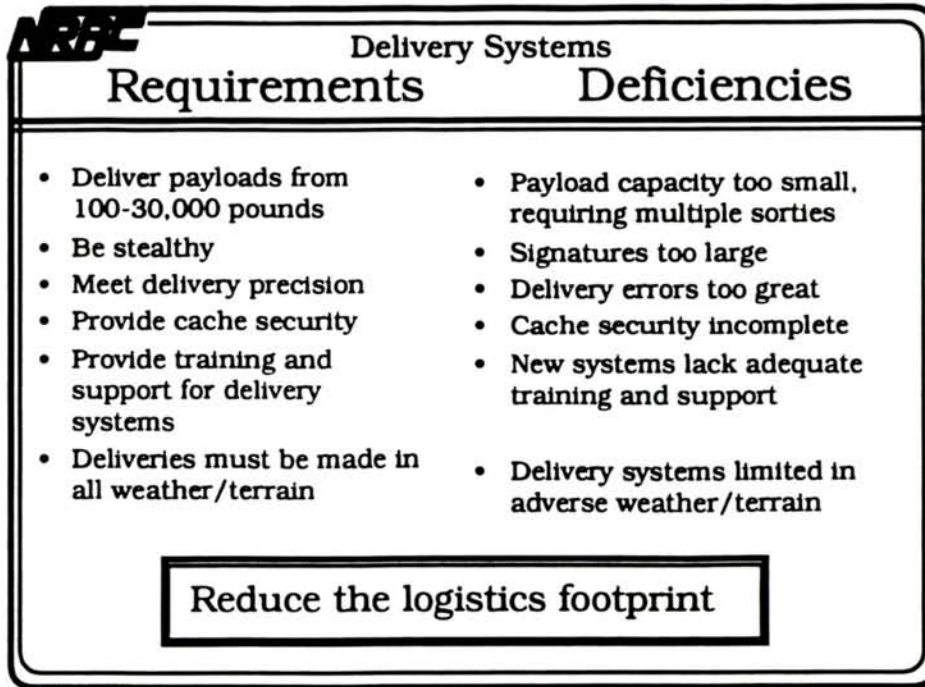 NRaC
Delivery Systems
Requirements
Deficiencies
• Deliver payloads from
100-30,000 pounds
• Be stealthy
• Meet delivery precision
• Provide cache security
• Provide training and
support for delivery
systems
• Deliveries must be made in
all weather/terrain
• Payload capacity too small,
requiring multiple sorties
• Signatures too large
• Delivery errors too great
• Cache security incomplete
• New systems lack adequate
training and support
• Delivery systems limited in
adverse weather/terrain
Reduce the logistics footprint